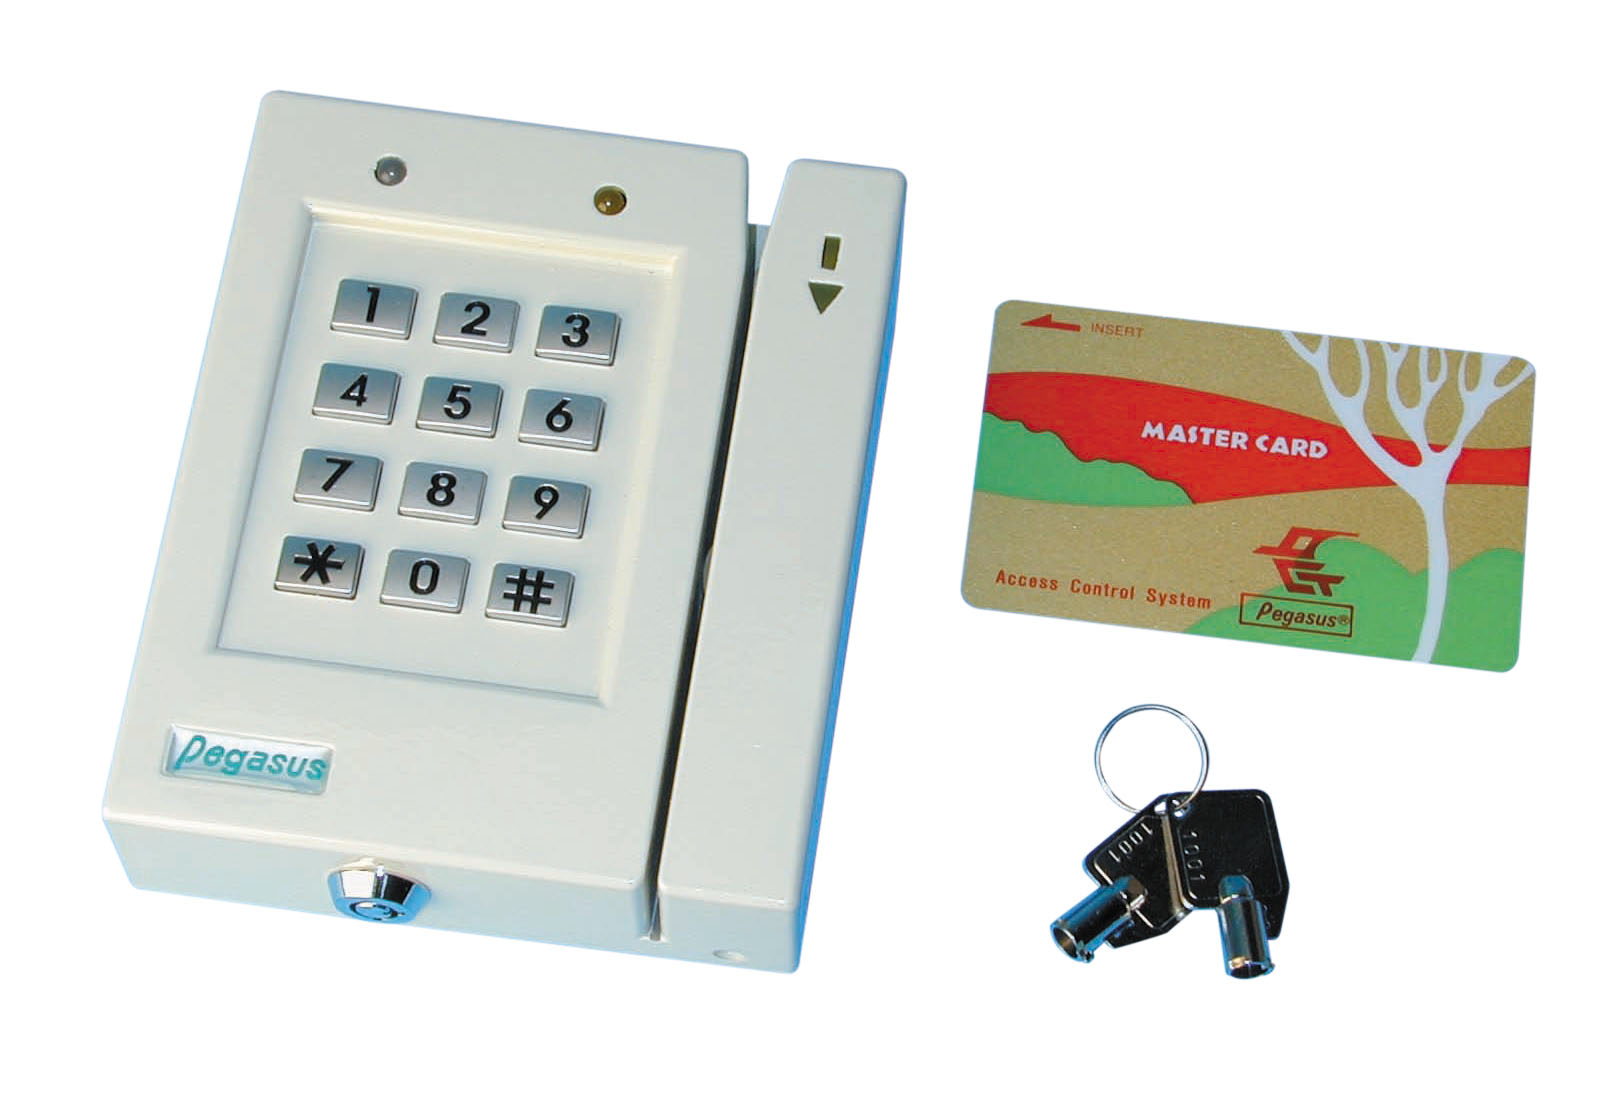 1 2 3
4 5 6
7 8 9
* 0 #
Pegasus
INSERT
MASTER CARD
Access Control System
Pegasus®
1001
1001